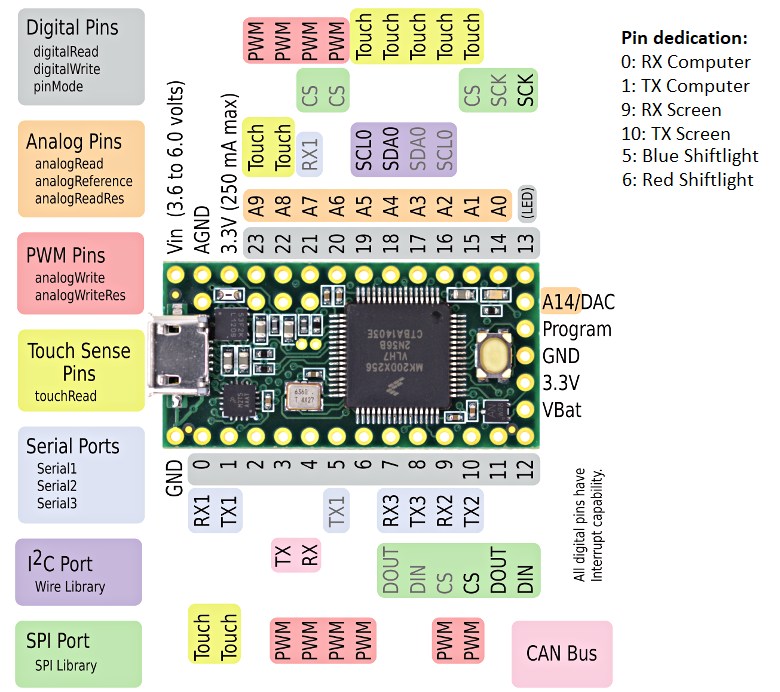 Digital Pins
digitalRead
digitalWrite
pinMode
Analog Pins
analogRead
analogReference
analogReadRes
PWM Pins
analogWrite
analogWriteRes
Touch Sense
Pins
touchRead
Serial Ports
Serial1
Serial2
Serial3
I2C Port
Wire Library
SPI Port
SPI Library
PWM PWM PWM PWM Touch Touch Touch Touch Touch
CS CS CS SCK SCK
Touch Touch RX1 SCL0 SDA0 SDA0 SCL0
Vin (3.6 to 6.0 volts)
AGND
3.3V (250 mA max)
A9 A8 A7 A6 A5 A4 A3 A2 A1 A0 (LED)
23 22 21 20 19 18 17 16 15 14 13
A14/DAC
Program
GND
3.3V
VBat
MK20DX256
VLH7
2N36B
CTBA1403E
GND 0 1 2 3 4 5 6 7 8 9 10 11 12
RX1 TX1 TX1 RX3 TX3 RX2 TX2
TX RX DOUT DIN CS CS DOUT DIN
Touch Touch PWM PWM PWM PWM PWM PWM
CAN Bus
All digital pins have
Interrupt capability.
Pin dedication:
0: RX Computer
1: TX Computer
9: RX Screen
10: TX Screen
5: Blue Shiftlight
6: Red Shiftlight